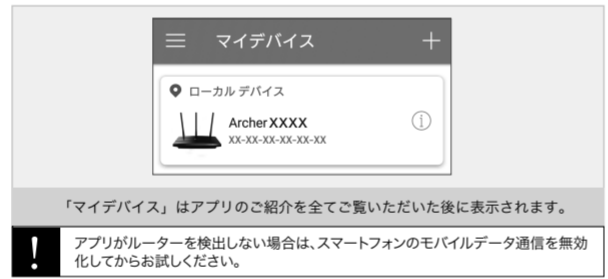 マイデバイス
ローカル デバイス
Archer XXXX
XX-XX-XX-XX-XX-XX
「マイデバイス」はアプリのご紹介を全てご覧いただいた後に表示されます。
! アプリがルーターを検出しない場合は、スマートフォンのモバイルデータ通信を無効
化してからお試しください。